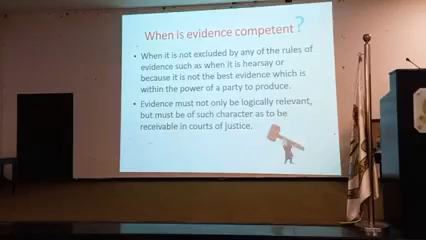 When is evidence competent?
• When it is not excluded by any of the rules of
evidence such as when it is hearsay or
because it is not the best evidence which is
within the power of a party to produce.
• Evidence must not only be logically relevant,
but must be of such character as to be
receivable in courts of justice.